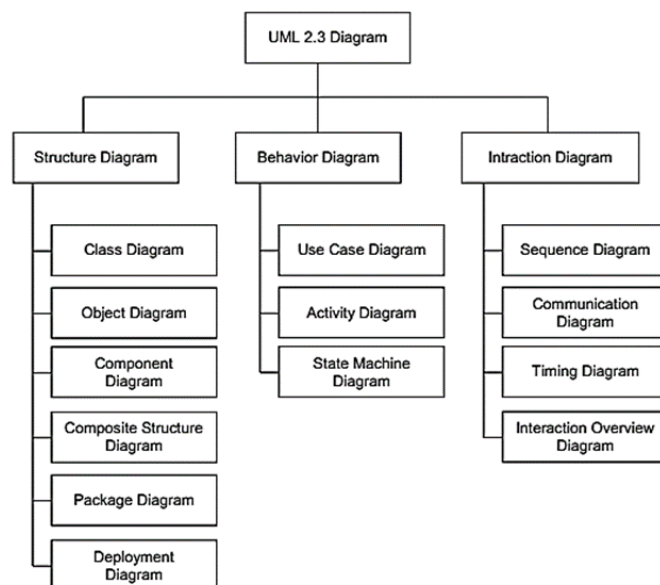 UML 2.3 Diagram
Structure Diagram
Behavior Diagram
Intraction Diagram
Class Diagram
Object Diagram
Component
Diagram
Composite Structure
Diagram
Package Diagram
Deployment
Diagram
Use Case Diagram
Activity Diagram
State Machine
Diagram
Sequence Diagram
Communication
Diagram
Timing Diagram
Interaction Overview
Diagram